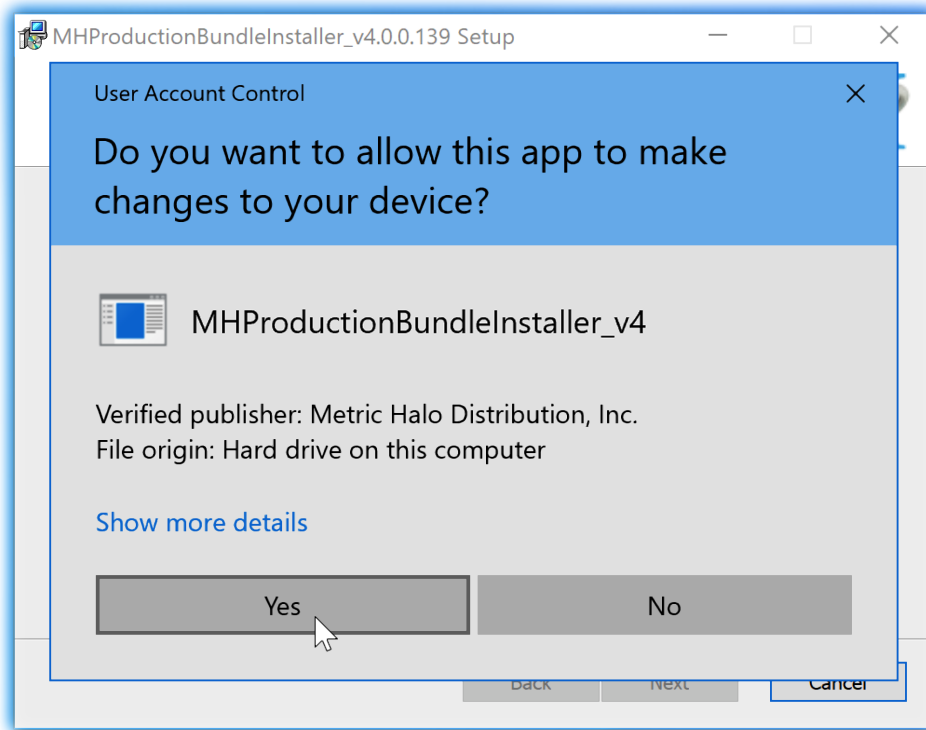 MHProductionBundleInstaller_v4.0.0.139 Setup
User Account Control
Do you want to allow this app to make
changes to your device?
MHProductionBundleInstaller_v4
Verified publisher: Metric Halo Distribution, Inc.
File origin: Hard drive on this computer
Show more details
Yes No
Back Next Cancel